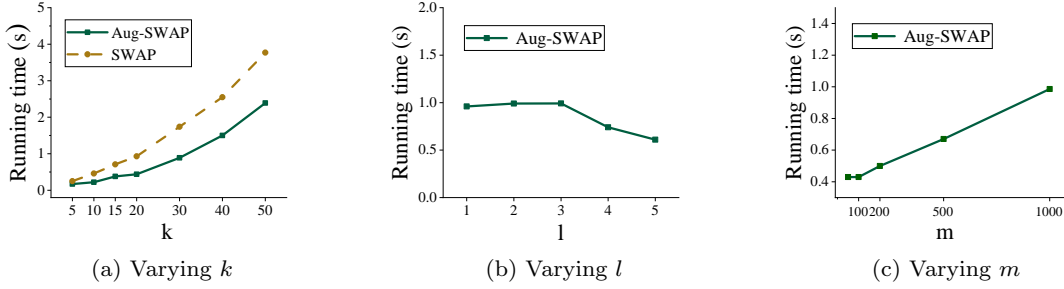 5
4
3
2
1
0
Running time (s)
Aug-SWAP
SWAP
5 10 15 20 30 40 50
k
(a) Varying k
2.0
1.5
1.0
0.5
0.0
Running time (s)
Aug-SWAP
1 2 3 4 5
l
(b) Varying l
1.4
1.2
1.0
0.8
0.6
0.4
Running time (s)
Aug-SWAP
100 200 500 1000
m
(c) Varying m